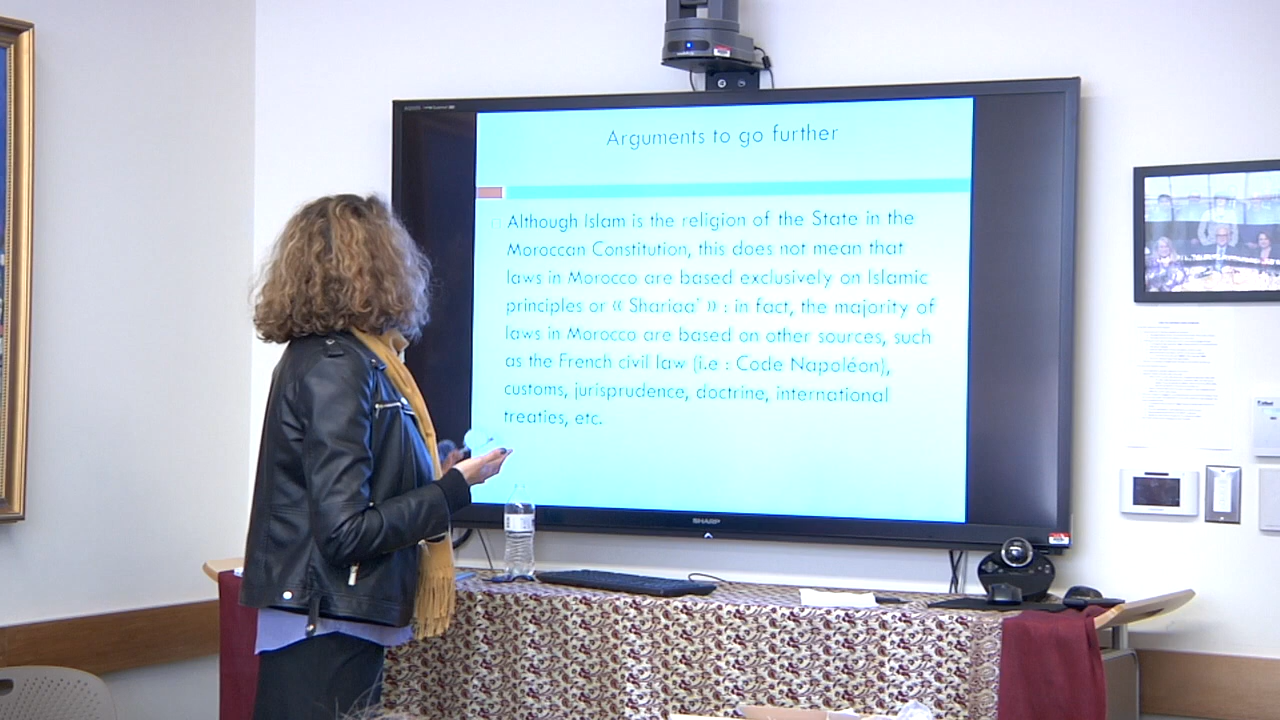 Arguments to go further
Although Islam is the religion of the State in the
Moroccan Constitution, this does not mean that
laws in Morocco are based exclusively on Islamic
principles or « Shariaa’ » : in fact, the majority of
laws in Morocco are based on other sources, such
as the French civil law (i.e : Code Napoléon),
customs, jurisprudence, doctrine, international
treaties, etc.
SHARP